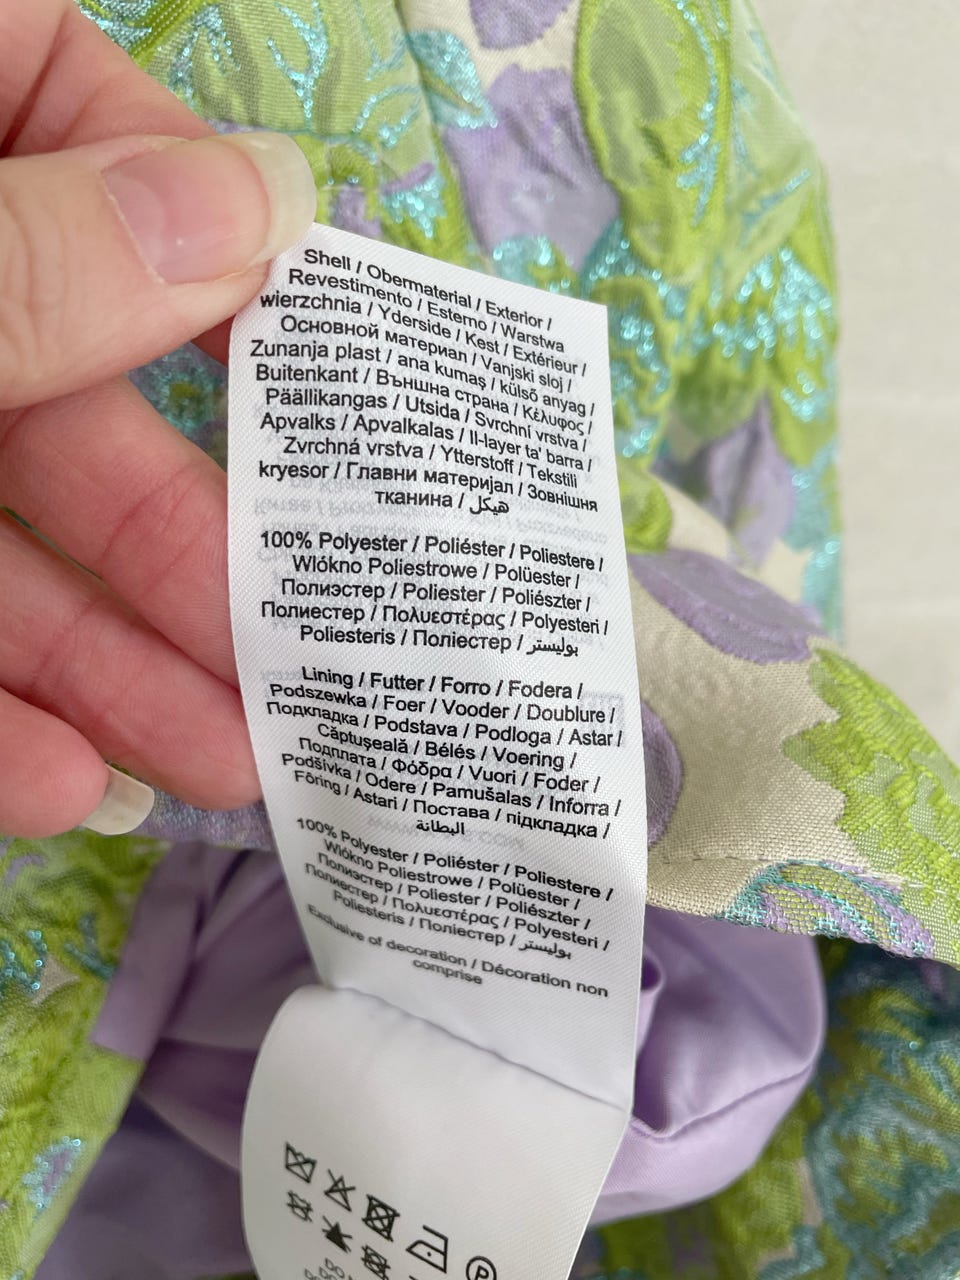 Shell / Obermaterial / Exterior /
Revestimento / Esterno / Warstwa
wierzchnia / Yderside / Kest / Extérieur /
Основной материал / Vanjski sloj /
Zunanja plast / ana kumaş / külső anyag /
Buitenkant / Външна страна / Κέλυφος /
Päällikangas / Utsida / Svrchní vrstva /
Apvalks / Apvalkalas / Il-layer ta' barra /
Zvrchná vrstva / Ytterstoff / Tekstili
kryesor / Главни материјал / Зовнішня
тканина / هيكل
100% Polyester / Poliéster / Poliestere /
Wlókno Poliestrowe / Polüester /
Полиэстер / Poliester / Poliészter /
Полиестер / Πολυεστέρας / Polyesteri /
Poliesteris / Поліестер / بوليستر
Lining / Futter / Forro / Fodera /
Podszewka / Foer / Vooder / Doublure /
Подкладка / Podstava / Podloga / Astar /
Căptușeală / Bélés / Voering /
Подплата / Φόδρα / Vuori / Foder /
Podšívka / Odere / Pamušalas / Inforra /
Fôring / Astari / Постава / підкладка /
البطانة
100% Polyester / Poliéster / Poliestere /
Wlókno Poliestrowe / Polüester /
Полиэстер / Poliester / Poliészter /
Полиестер / Πολυεστέρας / Polyesteri /
Poliesteris / Поліестер / بوليستر
Exclusive of decoration / Décoration non
comprise
P